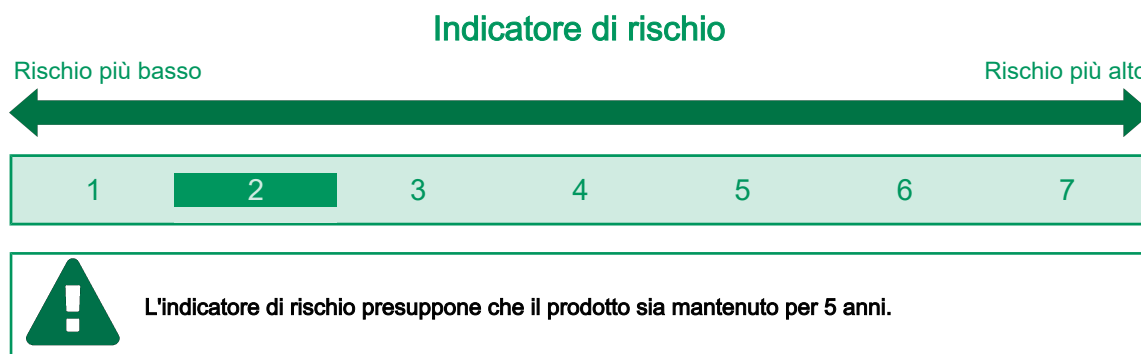 Indicatore di rischio
Rischio più basso Rischio più alto
1 2 3 4 5 6 7
L'indicatore di rischio presuppone che il prodotto sia mantenuto per 5 anni.